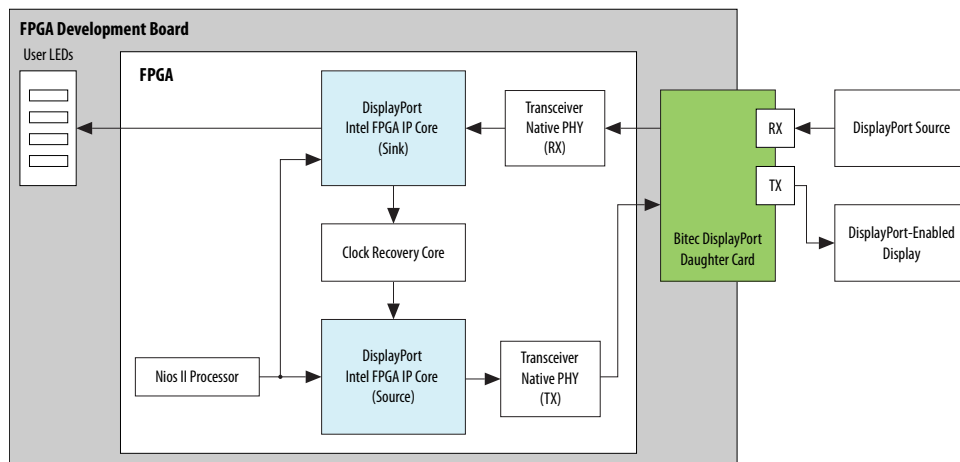 FPGA Development Board
User LEDs
FPGA
DisplayPort
Intel FPGA IP Core
(Sink)
Transceiver
Native PHY
(RX)
RX
DisplayPort Source
TX
Bitec DisplayPort
Daughter Card
DisplayPort-Enabled
Display
Clock Recovery Core
Nios II Processor
DisplayPort
Intel FPGA IP Core
(Source)
Transceiver
Native PHY
(TX)